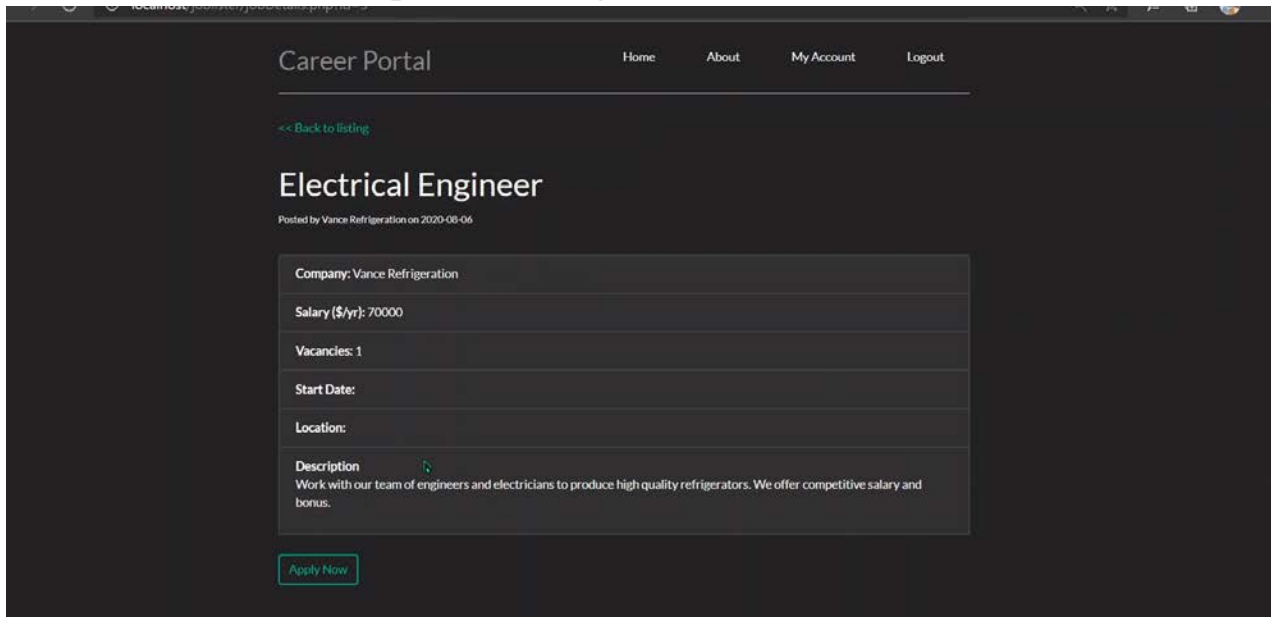 Career Portal
Home
About
My Account
Logout
<< Back to listing
Electrical Engineer
Posted by Vance Refrigeration on 2020-08-06
Company: Vance Refrigeration
Salary ($/yr): 70000
Vacancies: 1
Start Date:
Location:
Description
Work with our team of engineers and electricians to produce high quality refrigerators. We offer competitive salary and
bonus.
Apply Now